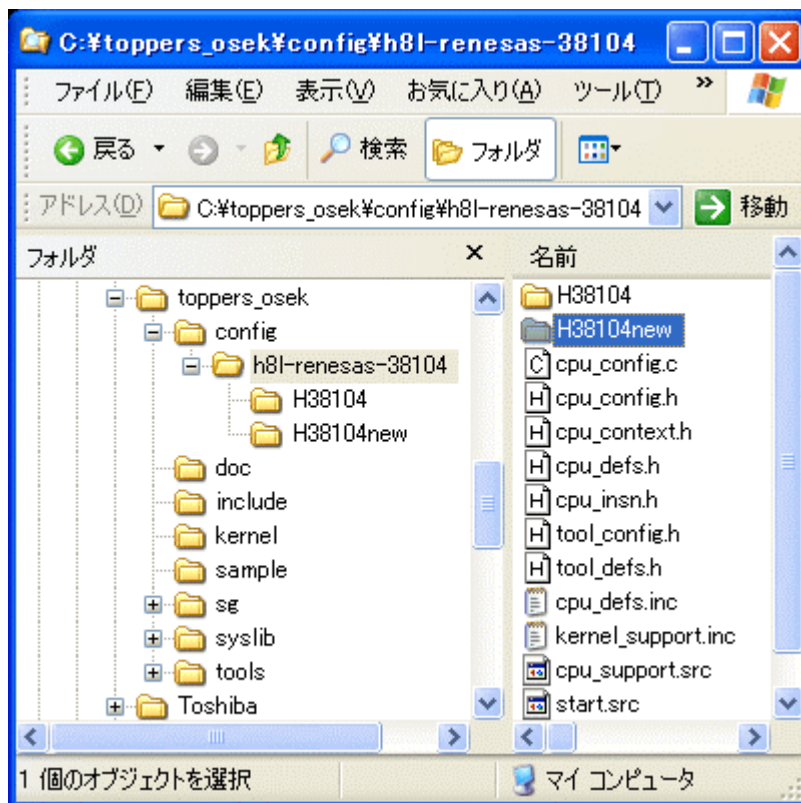 C:¥toppers_osek¥config¥h8l-renesas-38104
ファイル(F) 編集(E) 表示(V) お気に入り(A) ツール(T) »
戻る 検索 フォルダ
アドレス(D) C:¥toppers_osek¥config¥h8l-renesas-38104 移動
フォルダ
toppers_osek
config
h8l-renesas-38104
H38104
H38104new
doc
include
kernel
sample
sg
syslib
tools
Toshiba
名前
H38104
H38104new
cpu_config.c
cpu_config.h
cpu_context.h
cpu_defs.h
cpu_insn.h
tool_config.h
tool_defs.h
cpu_defs.inc
kernel_support.inc
cpu_support.src
start.src
1 個のオブジェクトを選択 マイ コンピュータ